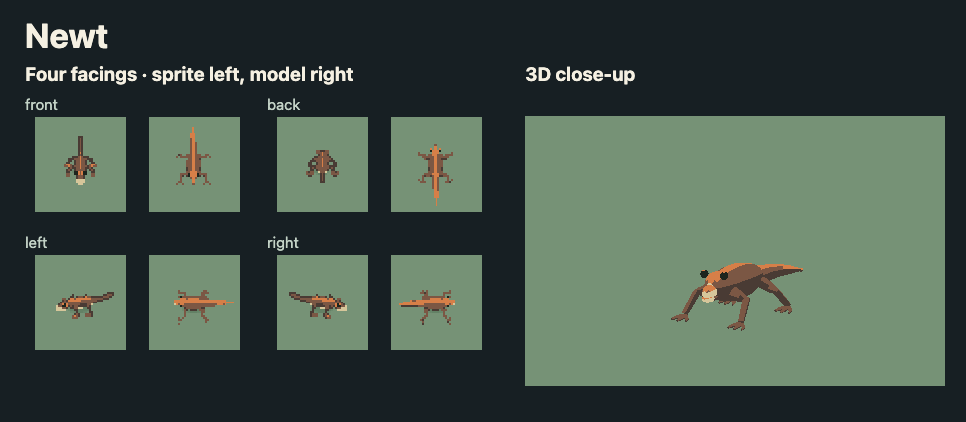 Newt
Four facings · sprite left, model right
3D close-up
front
back
left
right